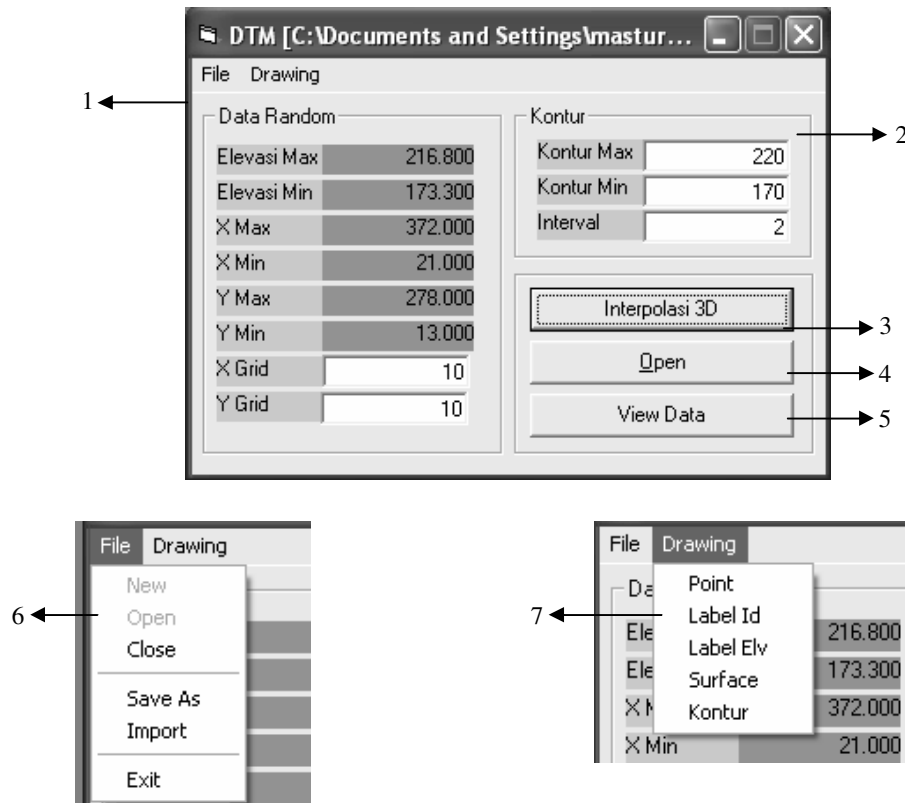 DTM [C:\Documents and Settings\mastur...
File Drawing
1
Data Random
Elevasi Max 216.800
Elevasi Min 173.300
X Max 372.000
X Min 21.000
Y Max 278.000
Y Min 13.000
X Grid 10
Y Grid 10
Kontur
2
Kontur Max 220
Kontur Min 170
Interval 2
Interpolasi 3D
3
Open
4
View Data
5
File Drawing
New
6
Open
Close
Save As
Import
Exit
File Drawing
Da
Point
7
Label Id
Ele
216.800
Label Elv
Ele
173.300
Surface
X M
372.000
Kontur
X Min 21.000